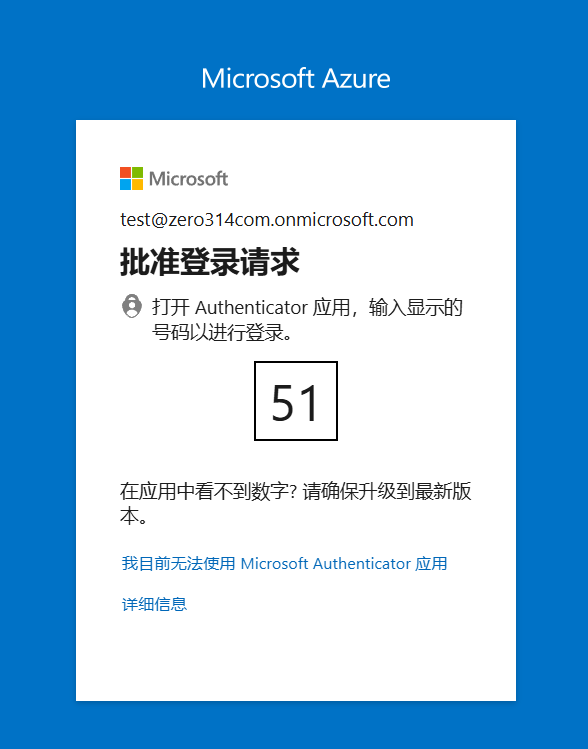 Microsoft Azure
Microsoft
test@zero314com.onmicrosoft.com
批准登录请求
打开 Authenticator 应用，输入显示的
号码以进行登录。
51
在应用中看不到数字? 请确保升级到最新版
本。
我目前无法使用 Microsoft Authenticator 应用
详细信息